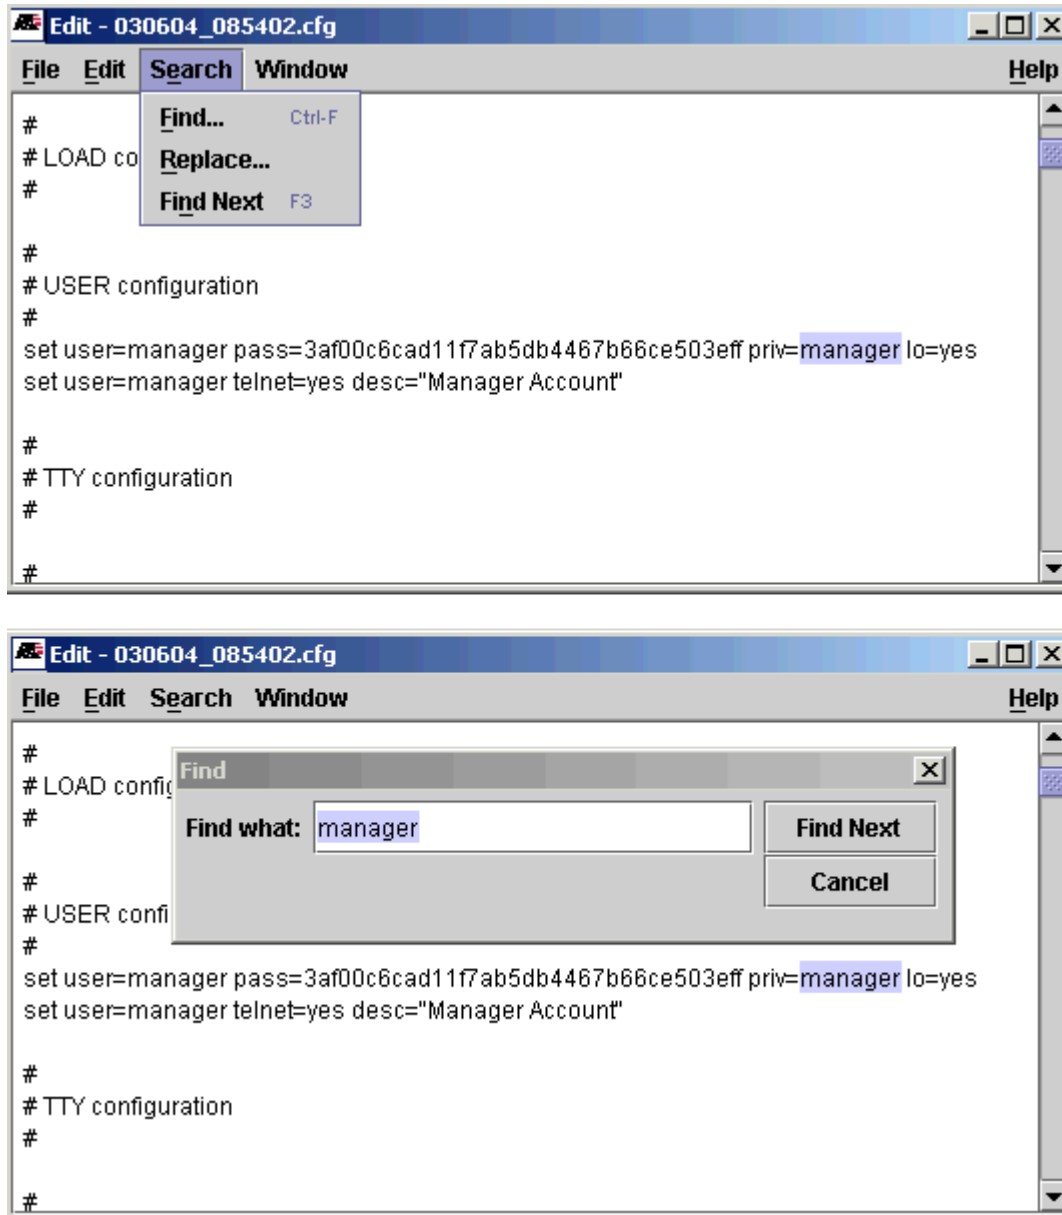 Edit - 030604_085402.cfg
File Edit Search Window Help
#
# LOAD co
#
Find... Ctrl-F
Replace...
Find Next F3
#
# USER configuration
#
set user=manager pass=3af00c6cad11f7ab5db4467b66ce503eff priv=manager lo=yes
set user=manager telnet=yes desc="Manager Account"
#
# TTY configuration
#
#
Edit - 030604_085402.cfg
File Edit Search Window Help
#
# LOAD config
#
Find
Find what: manager Find Next
Cancel
#
# USER confi
#
set user=manager pass=3af00c6cad11f7ab5db4467b66ce503eff priv=manager lo=yes
set user=manager telnet=yes desc="Manager Account"
#
# TTY configuration
#
#